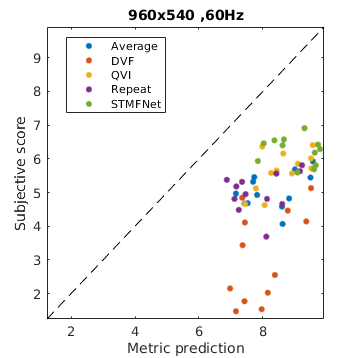 960x540 ,60Hz
Average
DVF
QVI
Repeat
STMFNet
Subjective score
9
8
7
6
5
4
3
2
2
4
6
8
Metric prediction